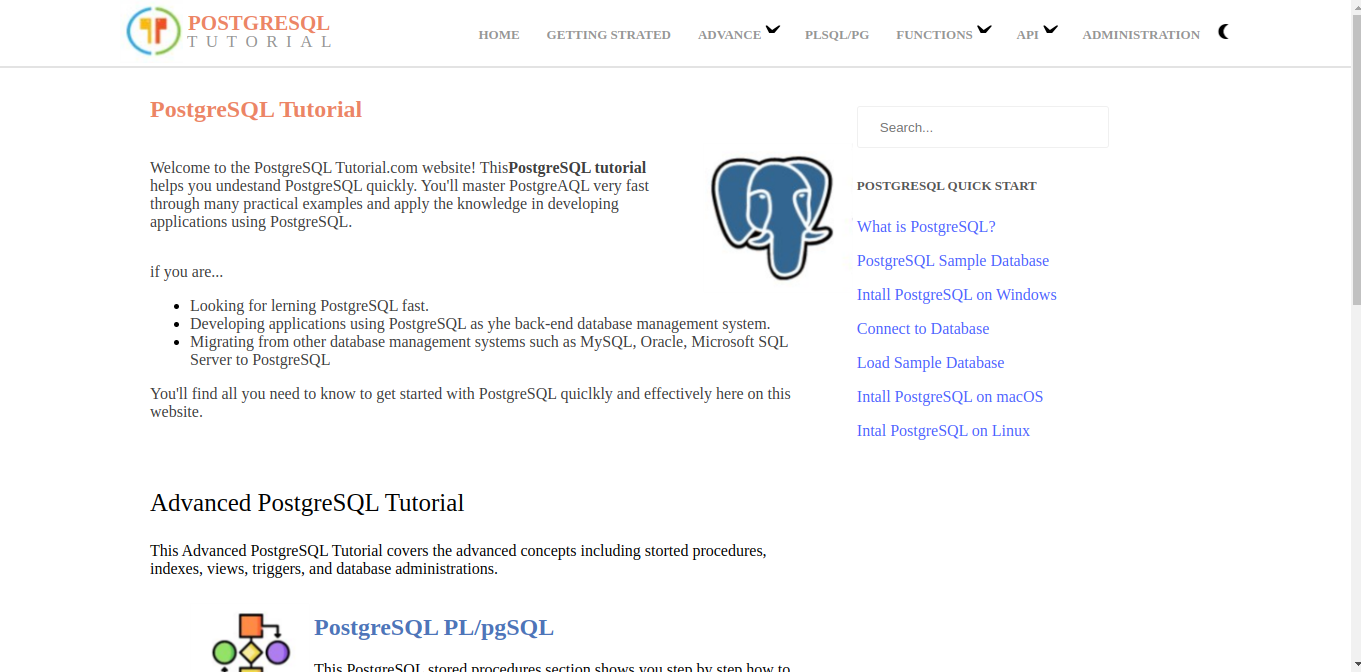 POSTGRESQL
TUTORIAL
HOME GETTING STRATED ADVANCE PLSQL/PG FUNCTIONS API ADMINISTRATION
PostgreSQL Tutorial
Welcome to the PostgreSQL Tutorial.com website! ThisPostgreSQL tutorial
helps you undestand PostgreSQL quickly. You'll master PostgreAQL very fast
through many practical examples and apply the knowledge in developing
applications using PostgreSQL.
if you are...
Looking for lerning PostgreSQL fast.
Developing applications using PostgreSQL as yhe back-end database management system.
Migrating from other database management systems such as MySQL, Oracle, Microsoft SQL
Server to PostgreSQL
You'll find all you need to know to get started with PostgreSQL quiclkly and effectively here on this
website.
Search...
POSTGRESQL QUICK START
What is PostgreSQL?
PostgreSQL Sample Database
Intall PostgreSQL on Windows
Connect to Database
Load Sample Database
Intall PostgreSQL on macOS
Intal PostgreSQL on Linux
Advanced PostgreSQL Tutorial
This Advanced PostgreSQL Tutorial covers the advanced concepts including storted procedures,
indexes, views, triggers, and database administrations.
PostgreSQL PL/pgSQL
This PostgreSQL stored procedures section shows you step by step how to